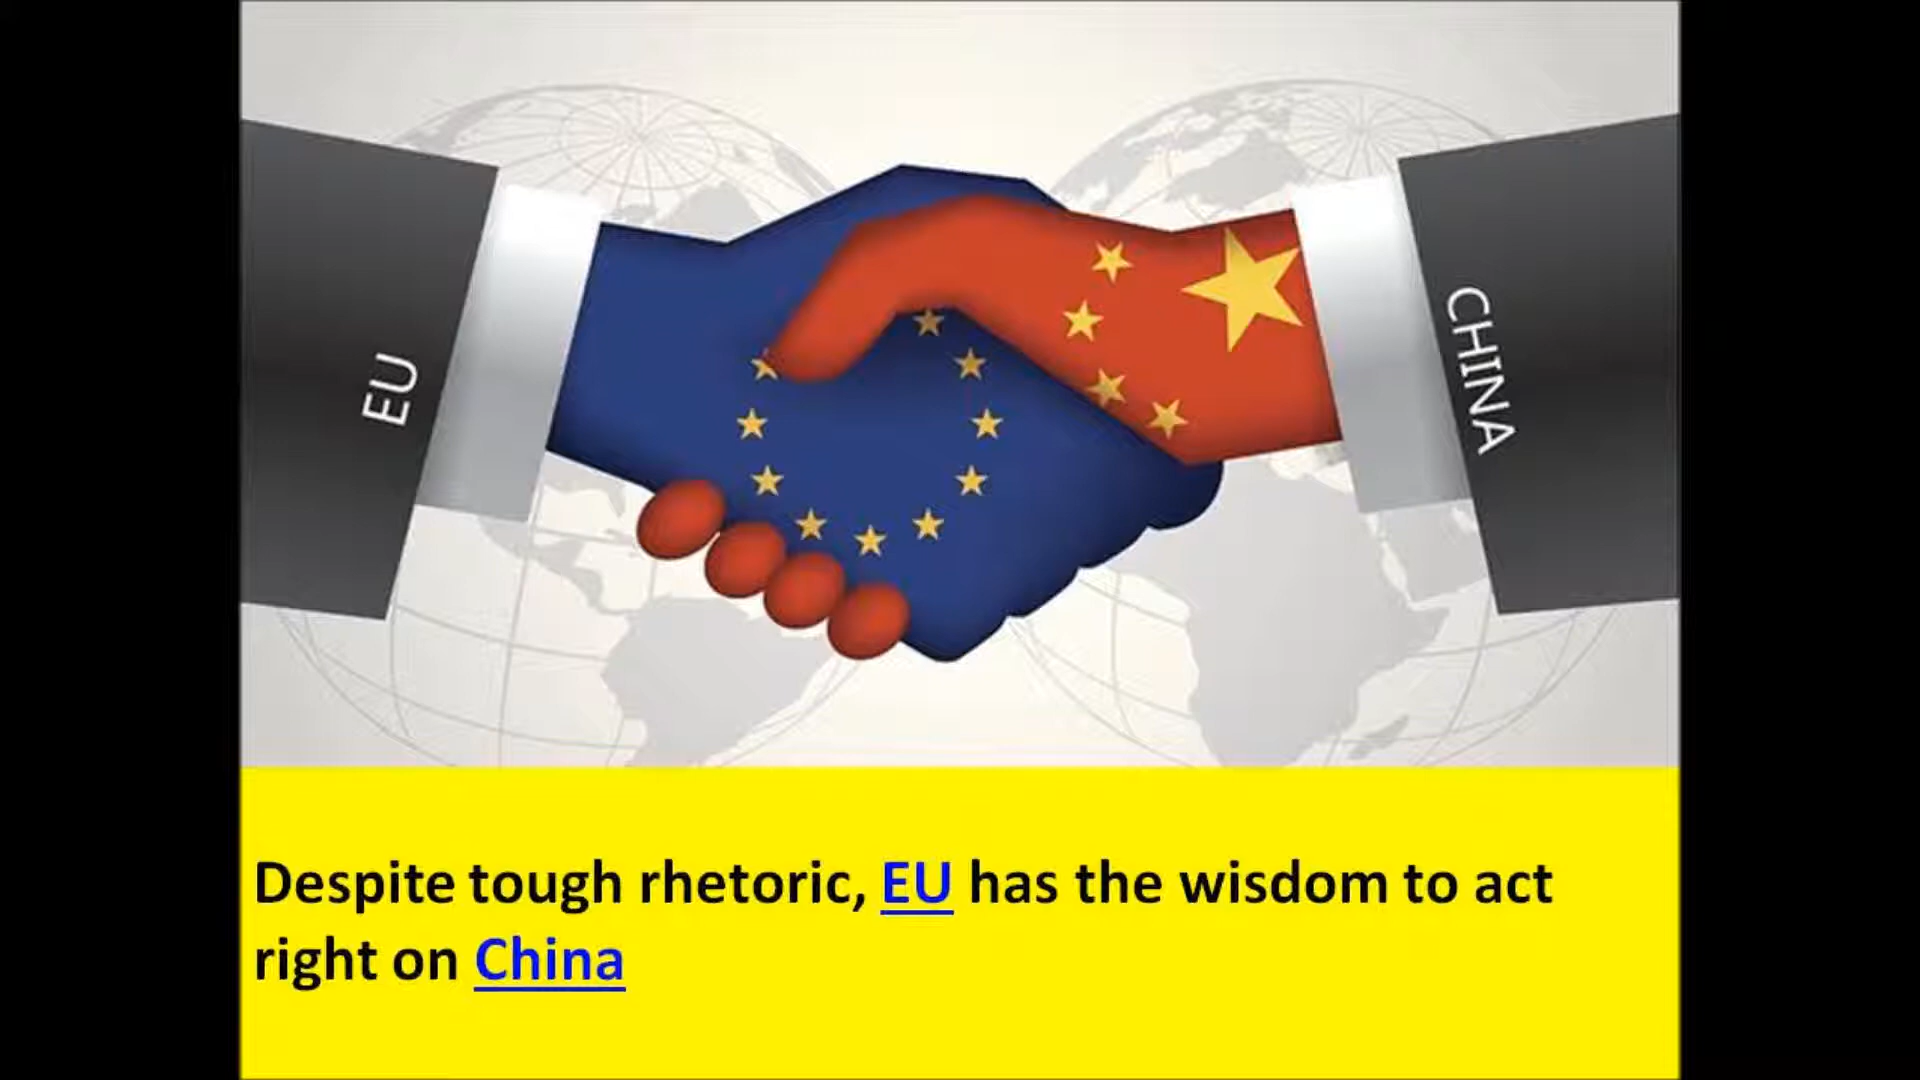 EU
CHINA
Despite tough rhetoric, EU has the wisdom to act
right on China